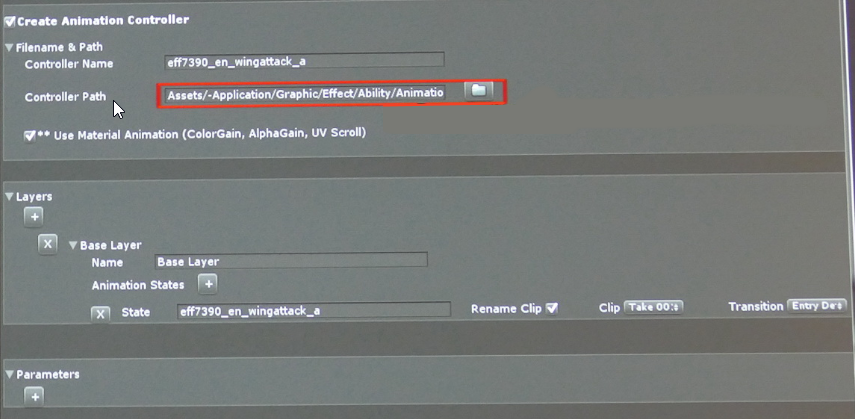 Create Animation Controller
Filename & Path
Controller Name eff7390_en_wingattack_a
Controller Path Assets/-Application/Graphic/Effect/Ability/Animatio
** Use Material Animation (ColorGain, AlphaGain, UV Scroll)
Layers
+
X Base Layer
Name Base Layer
Animation States +
X State eff7390_en_wingattack_a Rename Clip Clip Take 00: Transition Entry De
Parameters
+